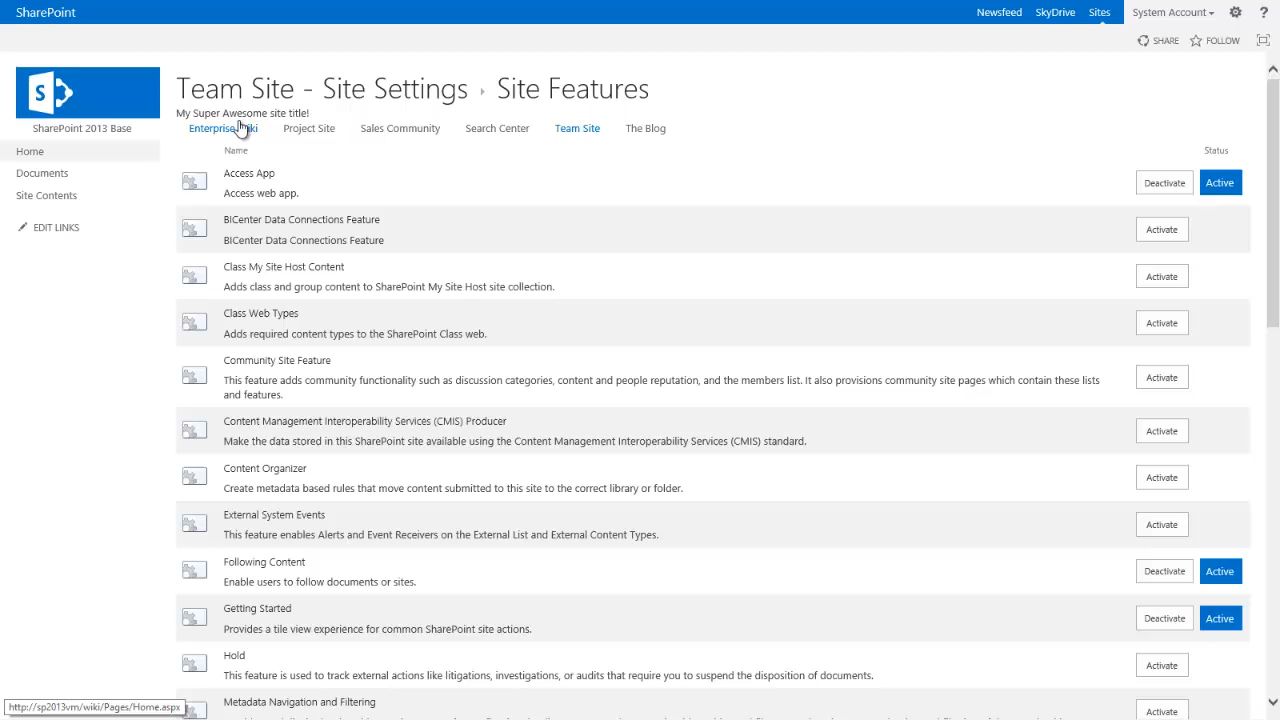 SharePoint
Newsfeed SkyDrive Sites System Account ?
SHARE FOLLOW
S
Team Site - Site Settings › Site Features
My Super Awesome site title!
SharePoint 2013 Base
Enterprise Wiki Project Site Sales Community Search Center Team Site The Blog
Home
Documents
Site Contents
EDIT LINKS
Name Status
Access App
Access web app.
Deactivate Active
BICenter Data Connections Feature
BICenter Data Connections Feature
Activate
Class My Site Host Content
Adds class and group content to SharePoint My Site Host site collection.
Activate
Class Web Types
Adds required content types to the SharePoint Class web.
Activate
Community Site Feature
This feature adds community functionality such as discussion categories, content and people reputation, and the members list. It also provisions community site pages which contain these lists
and features.
Activate
Content Management Interoperability Services (CMIS) Producer
Make the data stored in this SharePoint site available using the Content Management Interoperability Services (CMIS) standard.
Activate
Content Organizer
Create metadata based rules that move content submitted to this site to the correct library or folder.
Activate
External System Events
This feature enables Alerts and Event Receivers on the External List and External Content Types.
Activate
Following Content
Enable users to follow documents or sites.
Deactivate Active
Getting Started
Provides a tile view experience for common SharePoint site actions.
Deactivate Active
Hold
This feature is used to track external actions like litigations, investigations, or audits that require you to suspend the disposition of documents.
Activate
Metadata Navigation and Filtering
Activate
http://sp2013vm/wiki/Pages/Home.aspx